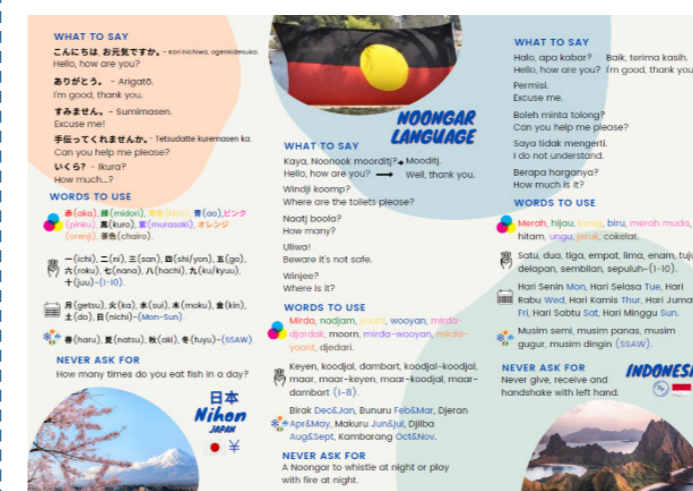 WHAT TO SAY
こんにちは、お元気ですか。 - Kon'nichiwa, ogenkidesuka.
Hello, how are you?
ありがとう。 - Arigatō.
I'm good, thank you.
すみません。 - Sumimasen.
Excuse me!
手伝ってくれませんか。 - Tetsudatte kuremasen ka.
Can you help me please?
いくら? - Ikura?
How much...?
WORDS TO USE
赤(aka), 緑(midori), 黄色(kiiro), 青(ao),ピンク
(pinku), 黒(kuro), 紫(murasaki), オレンジ
(orenji), 茶色(chairo).
一(ichi), 二(ni), 三(san), 四(shi/yon), 五(go),
六(roku), 七(nana), 八(hachi), 九(ku/kyuu),
十(juu)-(1-10).
月(getsu), 火(ka), 水(sui), 木(moku), 金(kin),
土(do), 日(nichi)-(Mon-Sun).
春(haru), 夏(natsu), 秋(aki), 冬(fuyu)-(SSAW).
NEVER ASK FOR
How many times do you eat fish in a day?
日本
Nihon
JAPAN
¥
NOONGAR
LANGUAGE
WHAT TO SAY
Kaya, Noonook moorditj? Mooditj.
Hello, how are you? Well, thank you.
Windji koomp?
Where are the toilets please?
Naatj boola?
How many?
Uliwa!
Beware it's not safe.
Winjee?
Where is it?
WORDS TO USE
Mirda, nadjam, yoont, wooyan, mirda-
djardak, moorn, mirda-wooyan, mirda-
yoont, djedari.
Keyen, koodjal, dambart, koodjal-koodjal,
maar, maar-keyen, maar-koodjal, maar-
dambart (1-8).
Birak Dec&Jan, Bunuru Feb&Mar, Djeran
Apr&May, Makuru Jun&jul, Djilba
Aug&Sept, Kambarang Oct&Nov.
NEVER ASK FOR
A Noongar to whistle at night or play
with fire at night.
WHAT TO SAY
Halo, apa kabar? Baik, terima kasih.
Hello, how are you? I'm good, thank you
Permisi.
Excuse me.
Boleh minta tolong?
Can you help me please?
Saya tidak mengerti.
I do not understand.
Berapa harganya?
How much is it?
WORDS TO USE
Merah, hijau, kuning, biru, merah muda,
hitam, ungu, jeruk, cokelat.
Satu, dua, tiga, empat, lima, enam, tuju
delapan, sembilan, sepuluh-(1-10).
Hari Senin Mon, Hari Selasa Tue, Hari
Rabu Wed, Hari Kamis Thur, Hari Juma
Fri, Hari Sabtu Sat, Hari Minggu Sun.
Musim semi, musim panas, musim
gugur, musim dingin (SSAW).
NEVER ASK FOR
Never give, receive and
handshake with left hand.
INDONESI
Rp